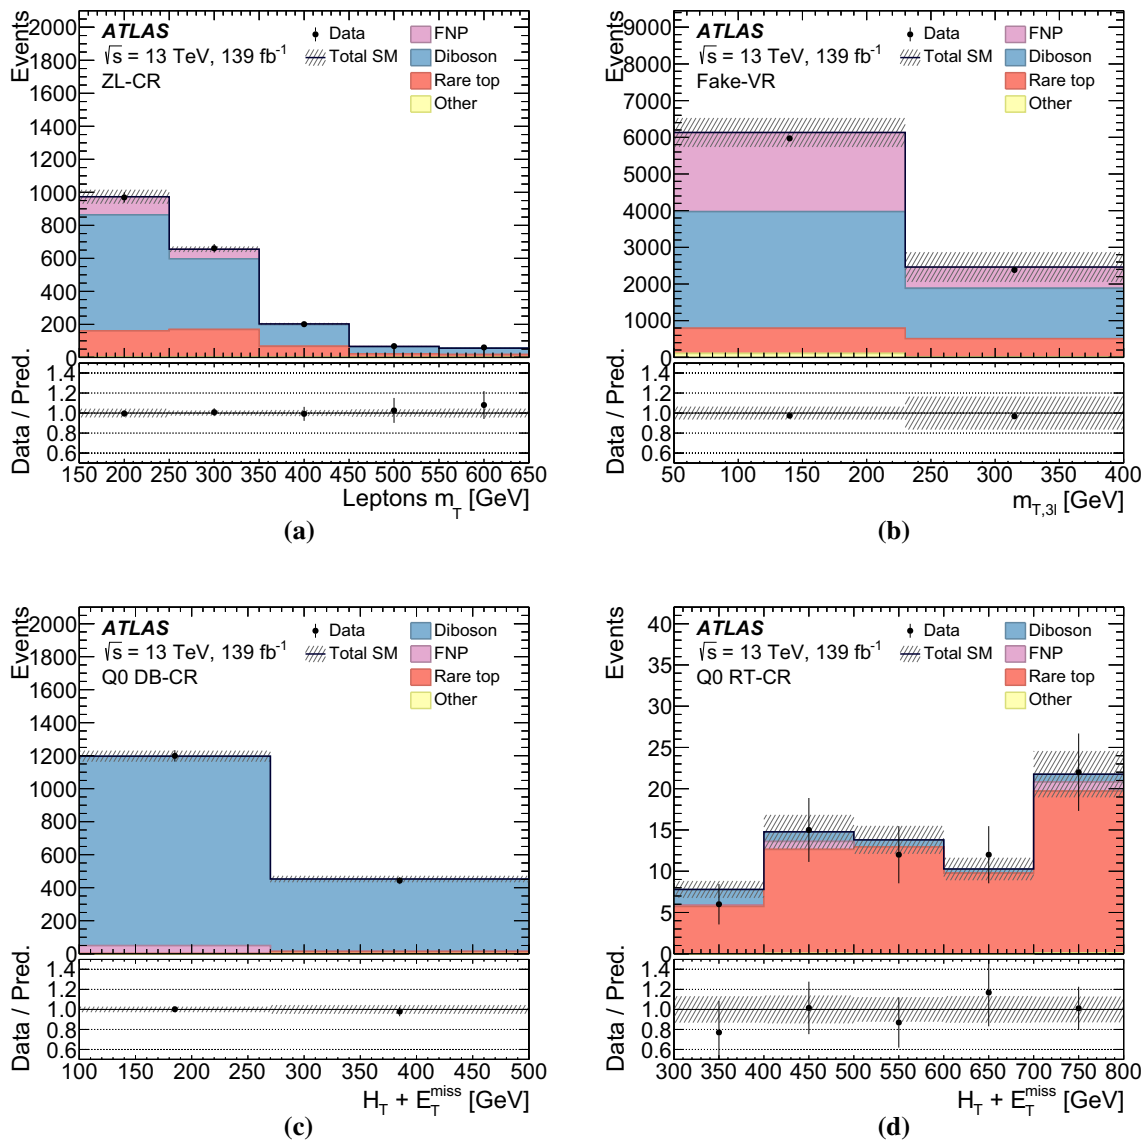 Events
2000
1800
1600
1400
1200
1000
800
600
400
200
0
ATLAS
√s = 13 TeV, 139 fb⁻¹
ZL-CR
Data
Total SM
FNP
Diboson
Rare top
Other
Data / Pred.
1.4
1.2
1.0
0.8
0.6
150 200 250 300 350 400 450 500 550 600 650
Leptons m_T [GeV]
(a)
Events
9000
8000
7000
6000
5000
4000
3000
2000
1000
0
ATLAS
√s = 13 TeV, 139 fb⁻¹
Fake-VR
Data
Total SM
FNP
Diboson
Rare top
Other
Data / Pred.
1.4
1.2
1.0
0.8
0.6
50 100 150 200 250 300 350 400
m_T,3l [GeV]
(b)
Events
2000
1800
1600
1400
1200
1000
800
600
400
200
0
ATLAS
√s = 13 TeV, 139 fb⁻¹
Q0 DB-CR
Data
Total SM
Diboson
FNP
Rare top
Other
Data / Pred.
1.4
1.2
1.0
0.8
0.6
100 150 200 250 300 350 400 450 500
H_T + E_T^miss [GeV]
(c)
Events
40
35
30
25
20
15
10
5
0
ATLAS
√s = 13 TeV, 139 fb⁻¹
Q0 RT-CR
Data
Total SM
Diboson
FNP
Rare top
Other
Data / Pred.
1.4
1.2
1.0
0.8
0.6
300 350 400 450 500 550 600 650 700 750 800
H_T + E_T^miss [GeV]
(d)